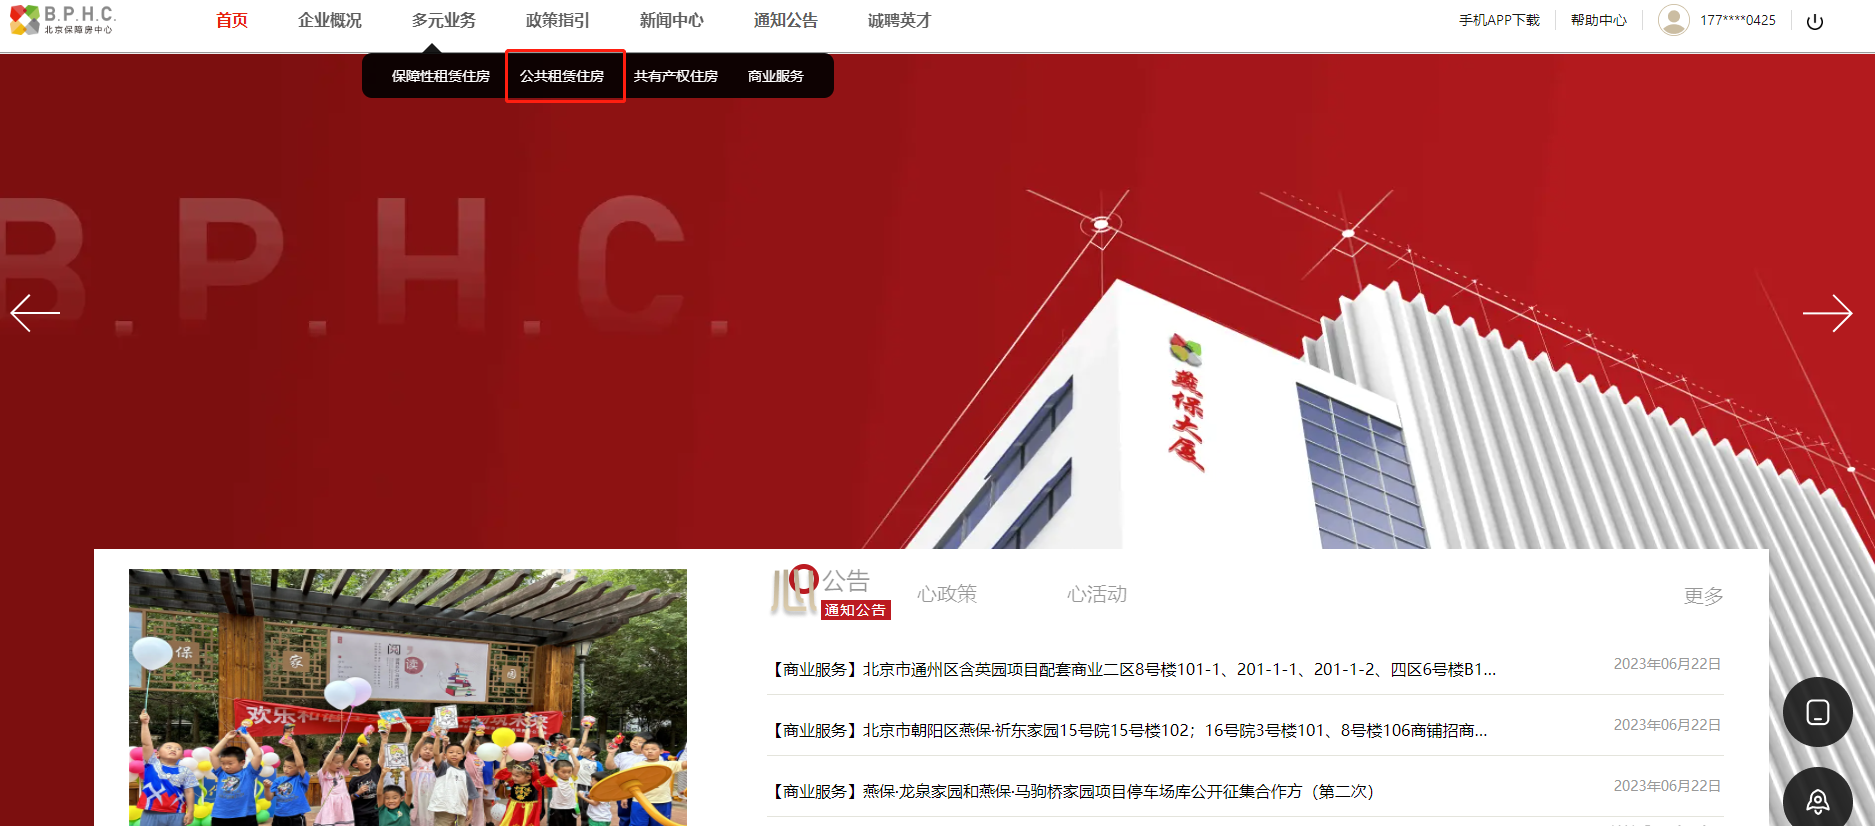 B.P.H.C.
北京保障房中心
首页 企业概况 多元业务 政策指引 新闻中心 通知公告 诚聘英才
手机APP下载 帮助中心 177****0425
保障性租赁住房 公共租赁住房 共有产权住房 商业服务
B.P.H.C.
燕保大厦
保 家 园
阅读
欢乐和谐
心公告 心政策 心活动 更多
通知公告
【商业服务】北京市通州区含英园项目配套商业二区8号楼101-1、201-1-1、201-1-2、四区6号楼B1... 2023年06月22日
【商业服务】北京市朝阳区燕保·祈东家园15号院15号楼102；16号院3号楼101、8号楼106商铺招商... 2023年06月22日
【商业服务】燕保·龙泉家园和燕保·马驹桥家园项目停车场库公开征集合作方（第二次） 2023年06月22日